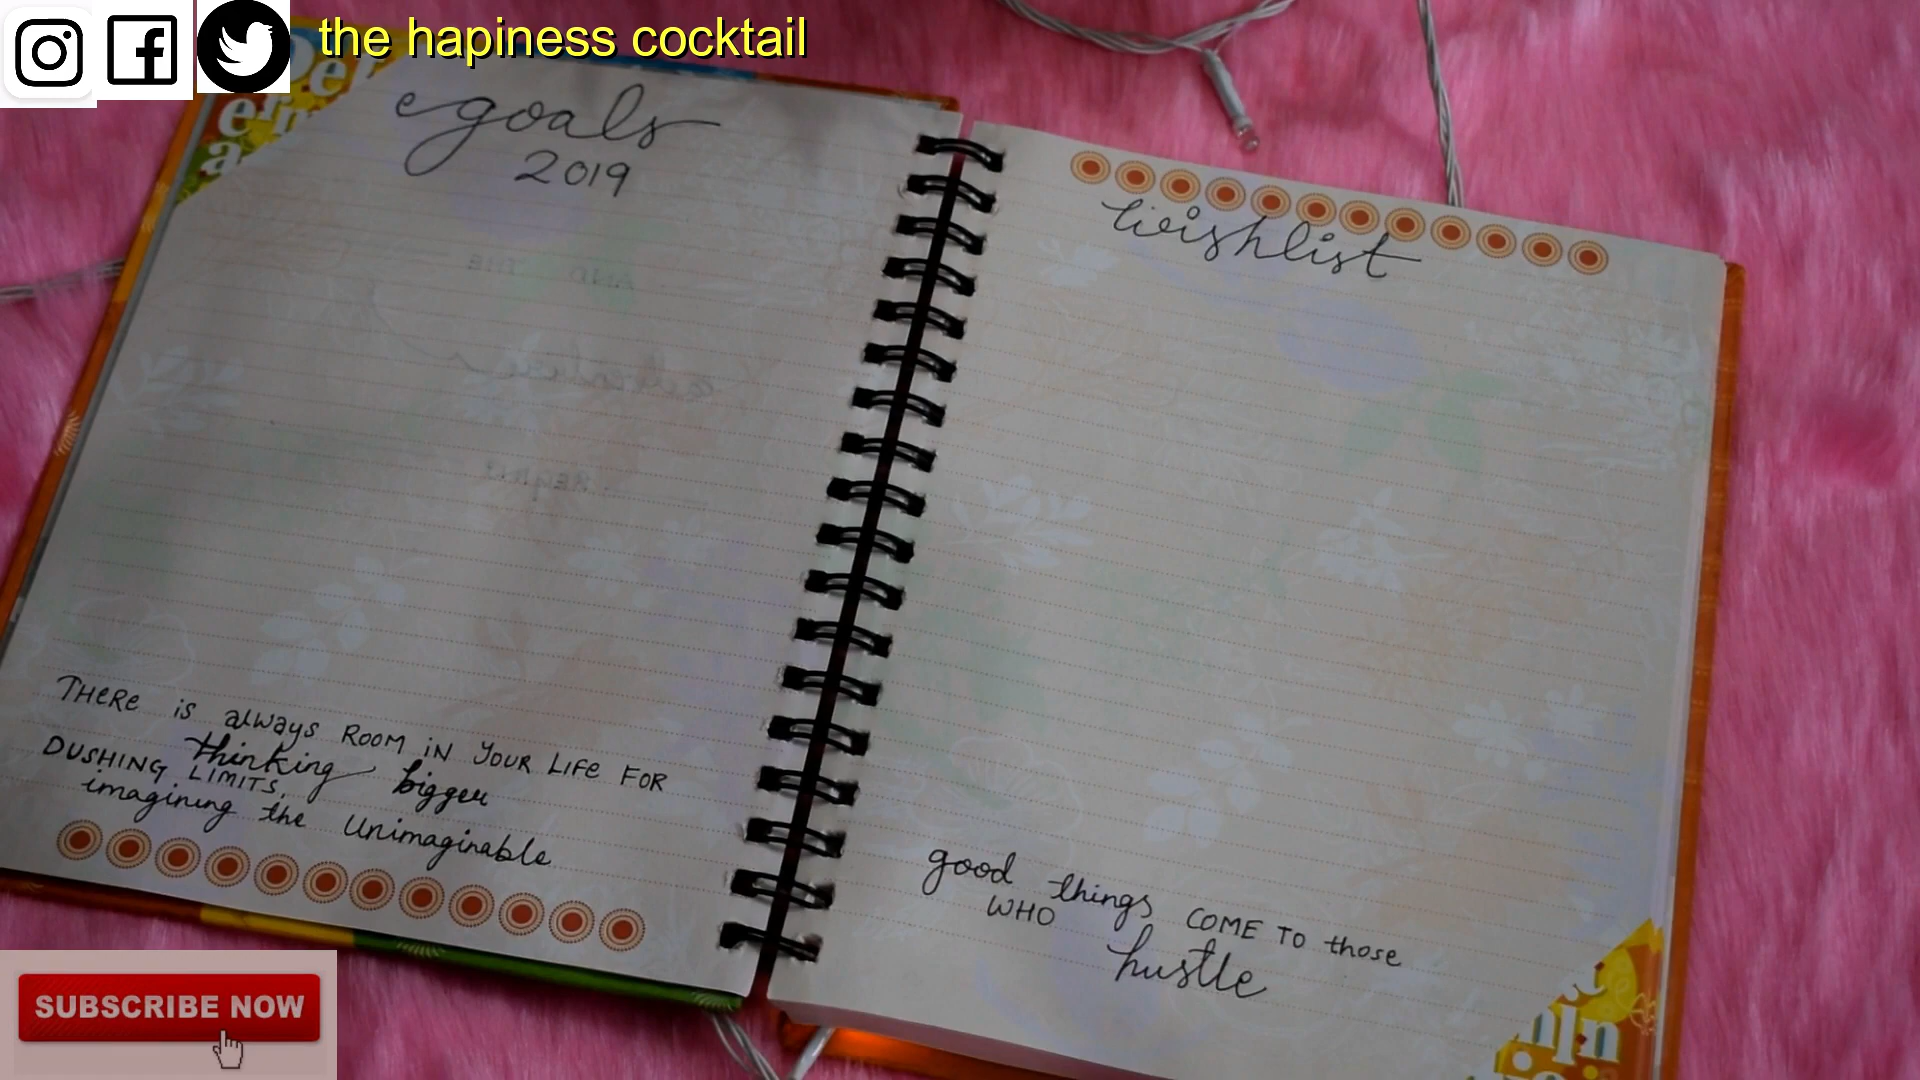 the hapiness cocktail
goals
2019
THERE is always ROOM IN YOUR LIFE FOR
thinking bigger
PUSHING LIMITS,
imagining the Unimaginable
wishlist
good things COME TO those
WHO
hustle
SUBSCRIBE NOW